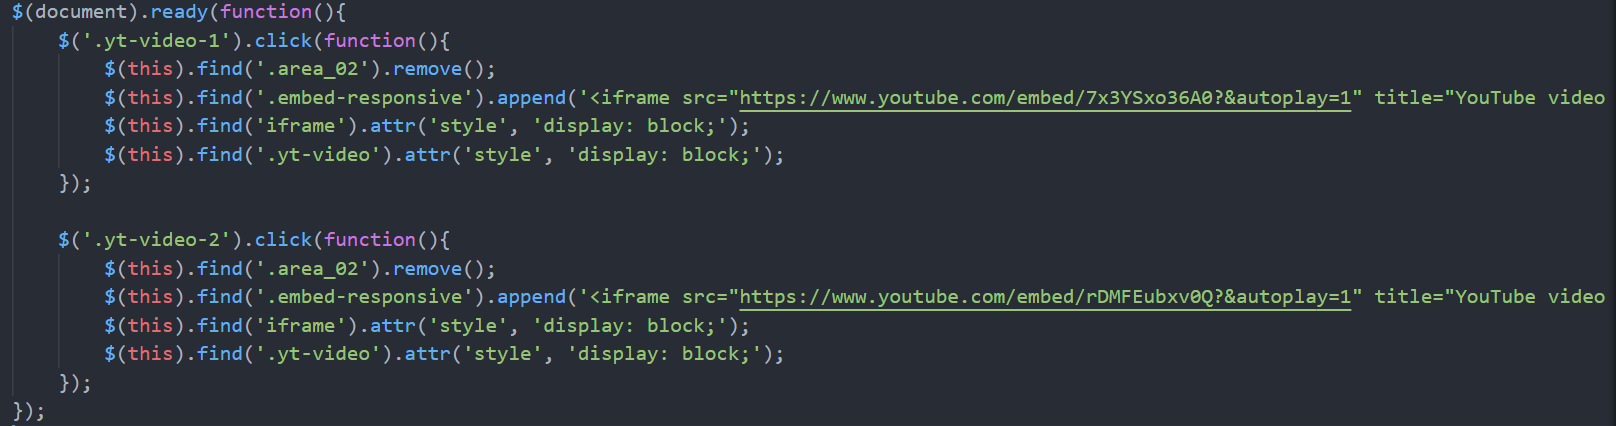 $(document).ready(function(){
$('.yt-video-1').click(function(){
$(this).find('.area_02').remove();
$(this).find('.embed-responsive').append('<iframe src="https://www.youtube.com/embed/7x3YSxo36A0?&autoplay=1" title="YouTube video
$(this).find('iframe').attr('style', 'display: block;');
$(this).find('.yt-video').attr('style', 'display: block;');
});
$('.yt-video-2').click(function(){
$(this).find('.area_02').remove();
$(this).find('.embed-responsive').append('<iframe src="https://www.youtube.com/embed/rDMFEubxv0Q?&autoplay=1" title="YouTube video
$(this).find('iframe').attr('style', 'display: block;');
$(this).find('.yt-video').attr('style', 'display: block;');
});
});